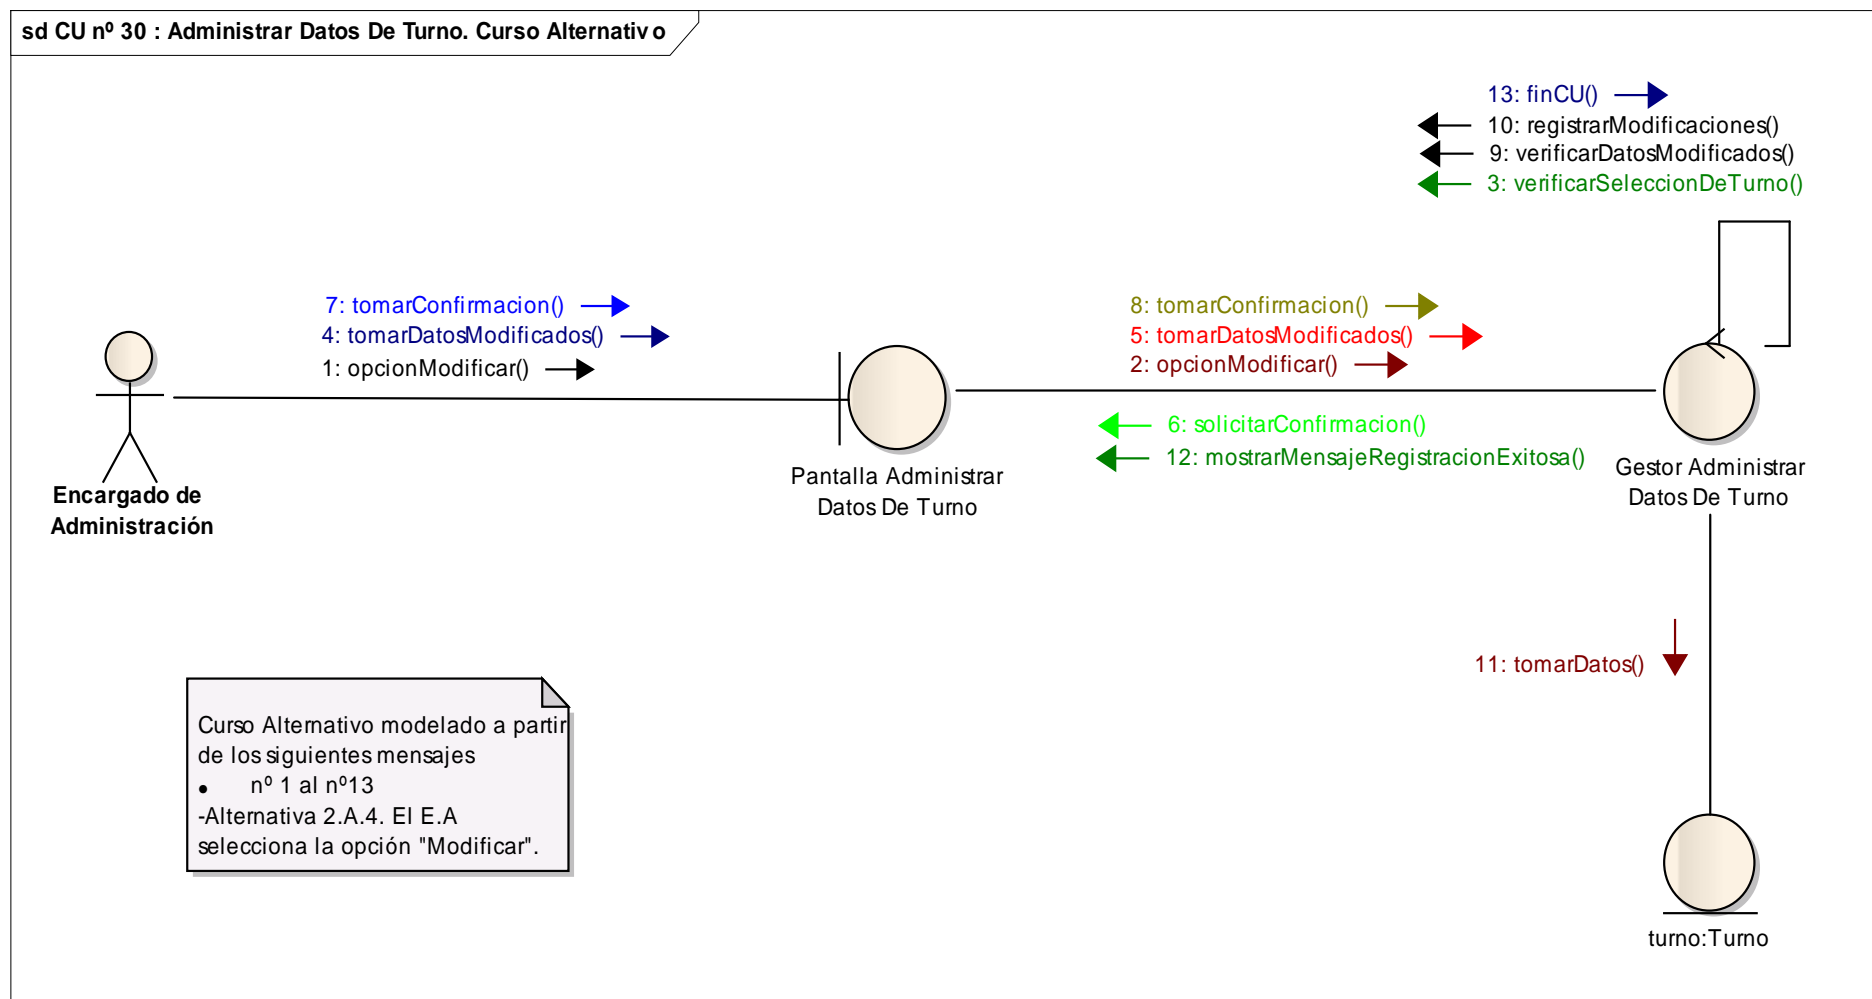 sd CU nº 30 : Administrar Datos De Turno. Curso Alternativo
13: finCU()
10: registrarModificaciones()
9: verificarDatosModificados()
3: verificarSeleccionDeTurno()
7: tomarConfirmacion()
4: tomarDatosModificados()
1: opcionModificar()
8: tomarConfirmacion()
5: tomarDatosModificados()
2: opcionModificar()
6: solicitarConfirmacion()
12: mostrarMensajeRegistracionExitosa()
Encargado de
Administración
Pantalla Administrar
Datos De Turno
Gestor Administrar
Datos De Turno
11: tomarDatos()
Curso Alternativo modelado a partir
de los siguientes mensajes
• nº 1 al nº13
-Alternativa 2.A.4. El E.A
selecciona la opción "Modificar".
turno:Turno